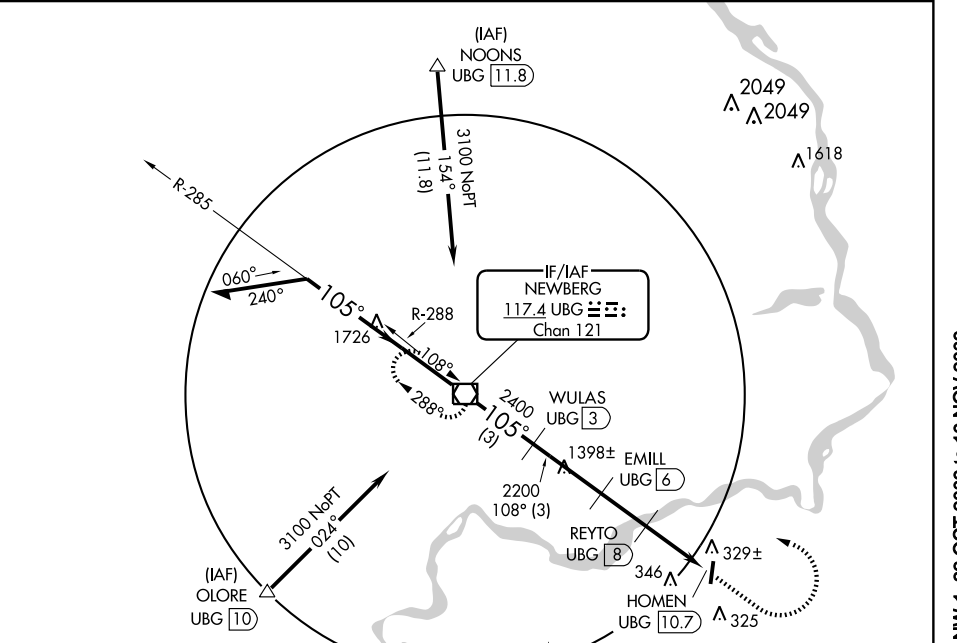 (IAF)
NOONS
UBG 11.8
2049
2049
1618
3100 NoPT
154°
(11.8)
R-285
060°
240°
105°
1726
R-288
108°
288°
IF/IAF
NEWBERG
117.4 UBG
Chan 121
2400
105°
(3)
WULAS
UBG 3
1398±
EMILL
UBG 6
2200
108° (3)
REYTO
UBG 8
3100 NoPT
024°
(10)
(IAF)
OLORE
UBG 10
346
329±
HOMEN
UBG 10.7
325